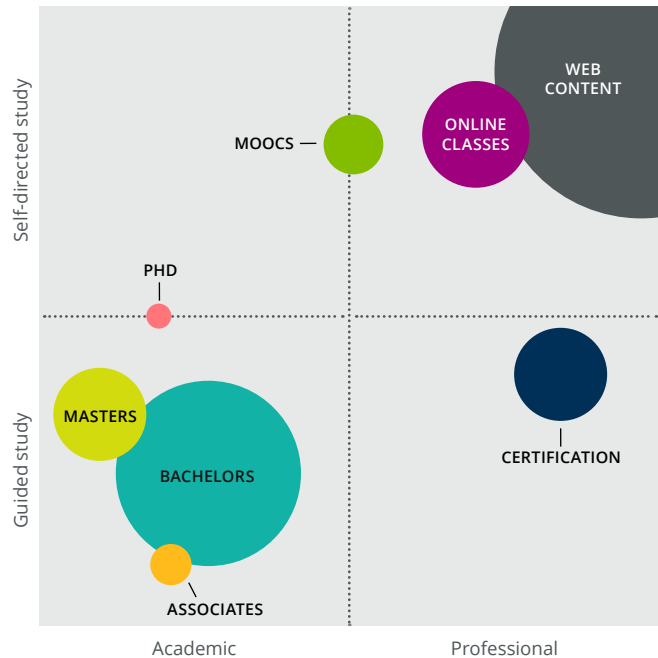 WEB
CONTENT
ONLINE
CLASSES
MOOCS
Self-directed study
PHD
MASTERS
BACHELORS
CERTIFICATION
Guided study
ASSOCIATES
Academic
Professional